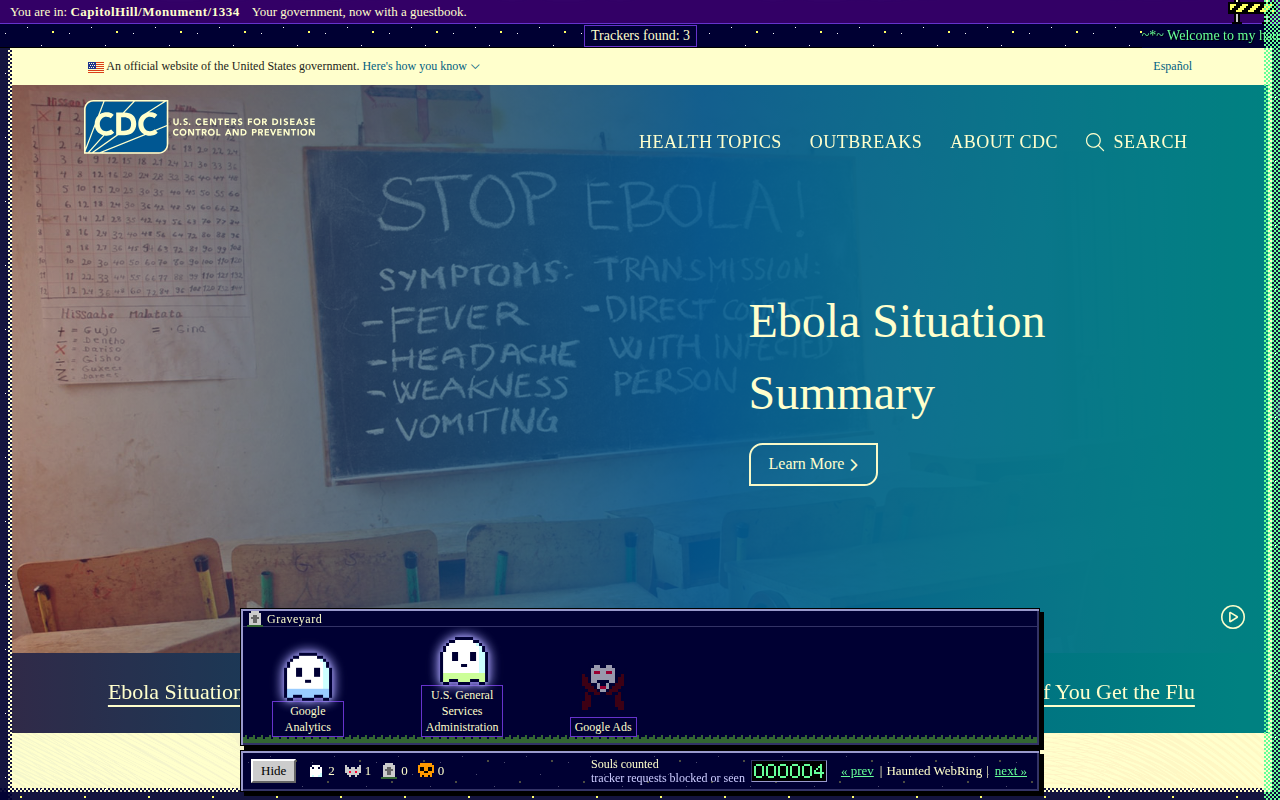 You are in: CapitolHill/Monument/1334 Your government, now with a guestbook.
Trackers found: 3
~*~ Welcome to my h
An official website of the United States government. Here's how you know
Español
CDC
U.S. CENTERS FOR DISEASE
CONTROL AND PREVENTION
HEALTH TOPICS
OUTBREAKS
ABOUT CDC
SEARCH
STOP EBOLA!
SYMPTOMS:
- FEVER
- HEADACHE
- WEAKNESS
- VOMITING
TRANSMISSION:
- DIRECT CONTACT
WITH INFECTED
PERSON
Hissaabe Malaata
Ebola Situation
Summary
Learn More
Ebola Situation
f You Get the Flu
Graveyard
Google
Analytics
U.S. General
Services
Administration
Google Ads
Hide
2
1
0
0
Souls counted
tracker requests blocked or seen
000004
« prev | Haunted WebRing | next »